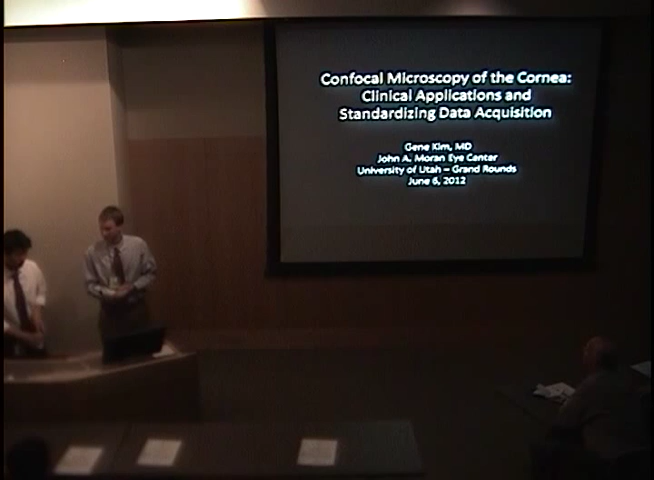 Confocal Microscopy of the Cornea:
Clinical Applications and
Standardizing Data Acquisition
Gene Kim, MD
John A. Moran Eye Center
University of Utah – Grand Rounds
June 6, 2012